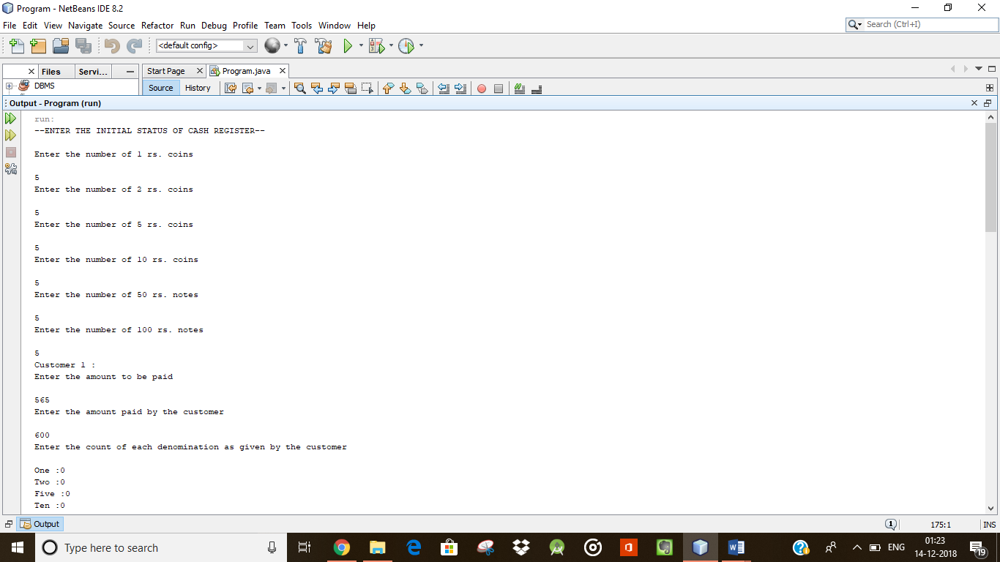 Program - NetBeans IDE 8.2
File Edit View Navigate Source Refactor Run Debug Profile Team Tools Window Help
Search (Ctrl+I)
<default config>
Files Servi...
Start Page Program.java
DBMS
Source History
Output - Program (run)
run:
--ENTER THE INITIAL STATUS OF CASH REGISTER--
Enter the number of 1 rs. coins
5
Enter the number of 2 rs. coins
5
Enter the number of 5 rs. coins
5
Enter the number of 10 rs. coins
5
Enter the number of 50 rs. notes
5
Enter the number of 100 rs. notes
5
Customer 1 :
Enter the amount to be paid
565
Enter the amount paid by the customer
600
Enter the count of each denomination as given by the customer
One :0
Two :0
Five :0
Ten :0
Output
1
175:1
INS
Type here to search
ENG
01:23
14-12-2018
19